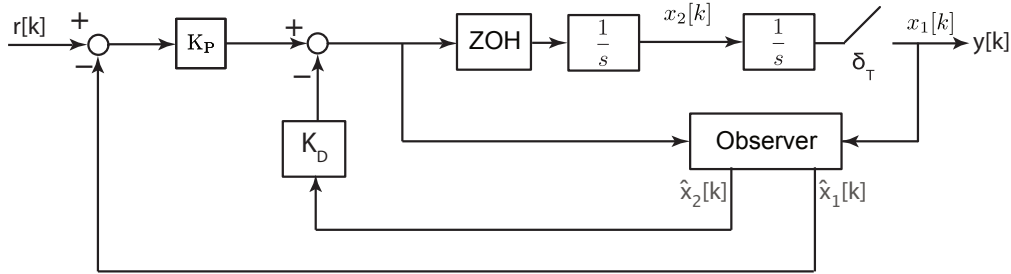 r[k]
+
−
K_P
+
−
ZOH
1/s
x_2[k]
1/s
δ_T
x_1[k]
y[k]
K_D
Observer
x̂_2[k]
x̂_1[k]